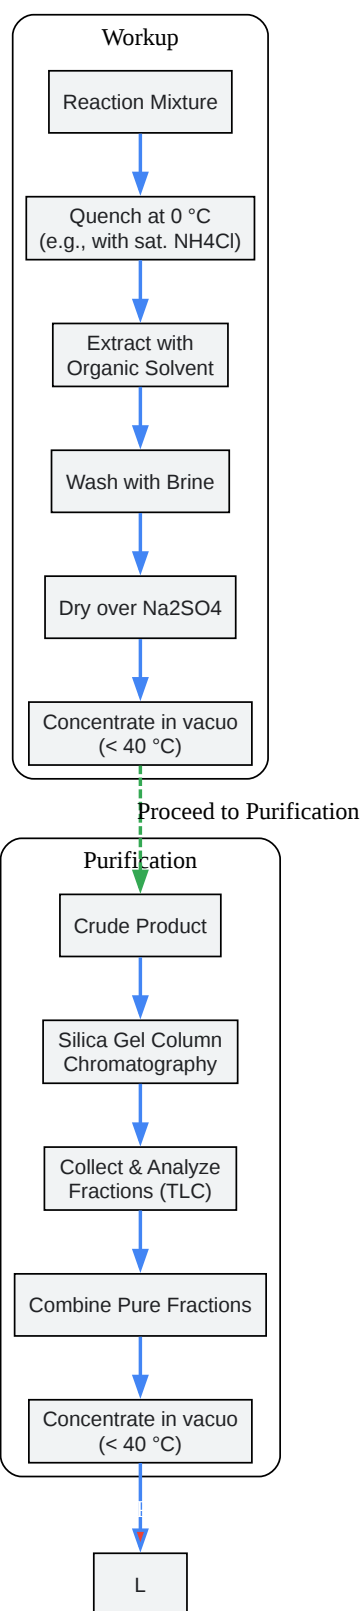 Workup
Reaction Mixture
Quench at 0 °C
(e.g., with sat. NH4Cl)
Extract with
Organic Solvent
Wash with Brine
Dry over Na2SO4
Concentrate in vacuo
(< 40 °C)
Proceed to Purification
Purification
Crude Product
Silica Gel Column
Chromatography
Collect & Analyze
Fractions (TLC)
Combine Pure Fractions
Concentrate in vacuo
(< 40 °C)
L